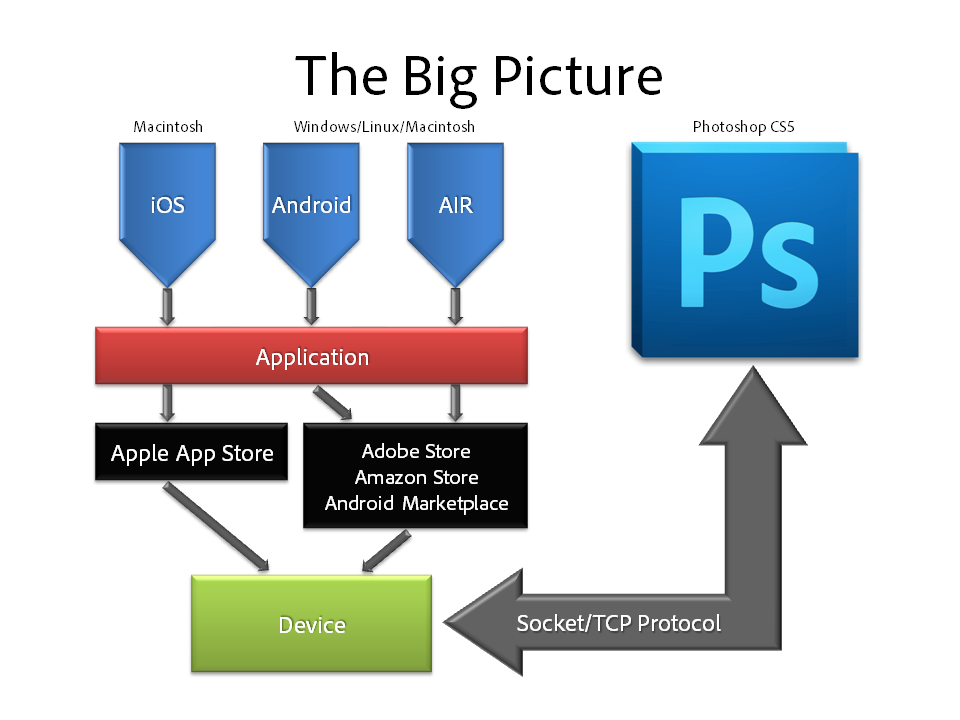 The Big Picture
Macintosh
Windows/Linux/Macintosh
Photoshop CS5
iOS
Android
AIR
Ps
Application
Apple App Store
Adobe Store
Amazon Store
Android Marketplace
Device
Socket/TCP Protocol